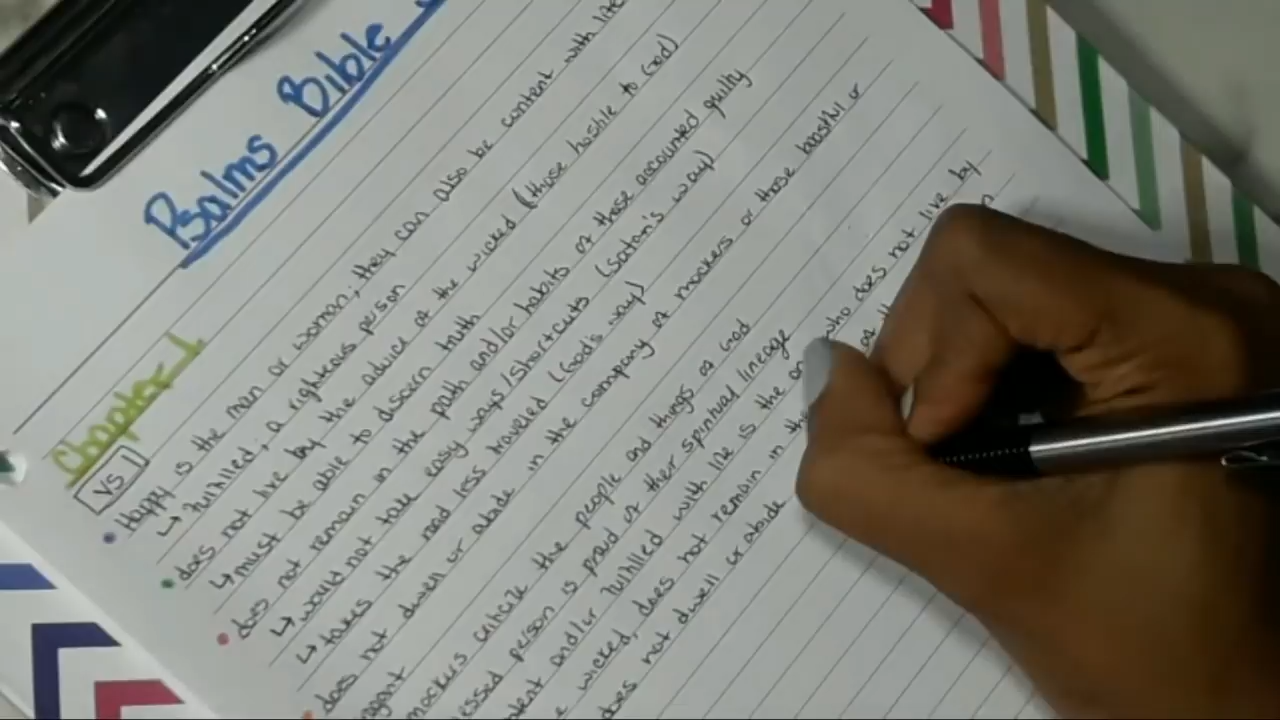 Psalms Bible
Chapter 1
VS 1
Happy is the man or woman; they can also be content with life
↳ fulfilled; a righteous person
does not live by the advice of the wicked (those hostile to God)
↳ must be able to discern truth
does not remain in the path and/or habits of those accounted guilty
↳ would not take easy ways/shortcuts (satan's way)
↳ takes the road less traveled (God's way)
does not dwell or abide in the company of mockers or those boastful or
mockers criticize the people and things of God
person is proud of their spiritual lineage
and/or fulfilled with life is the who does not live by
wicked, does not remain in
does not dwell or abide